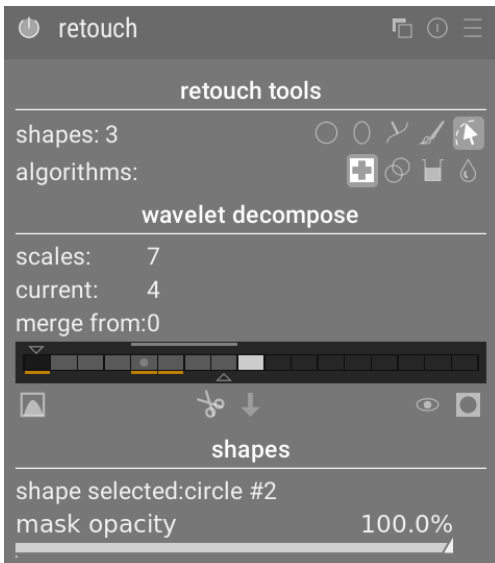 retouch
retouch tools
shapes: 3
algorithms:
wavelet decompose
scales: 7
current: 4
merge from:0
shapes
shape selected:circle #2
mask opacity 100.0%